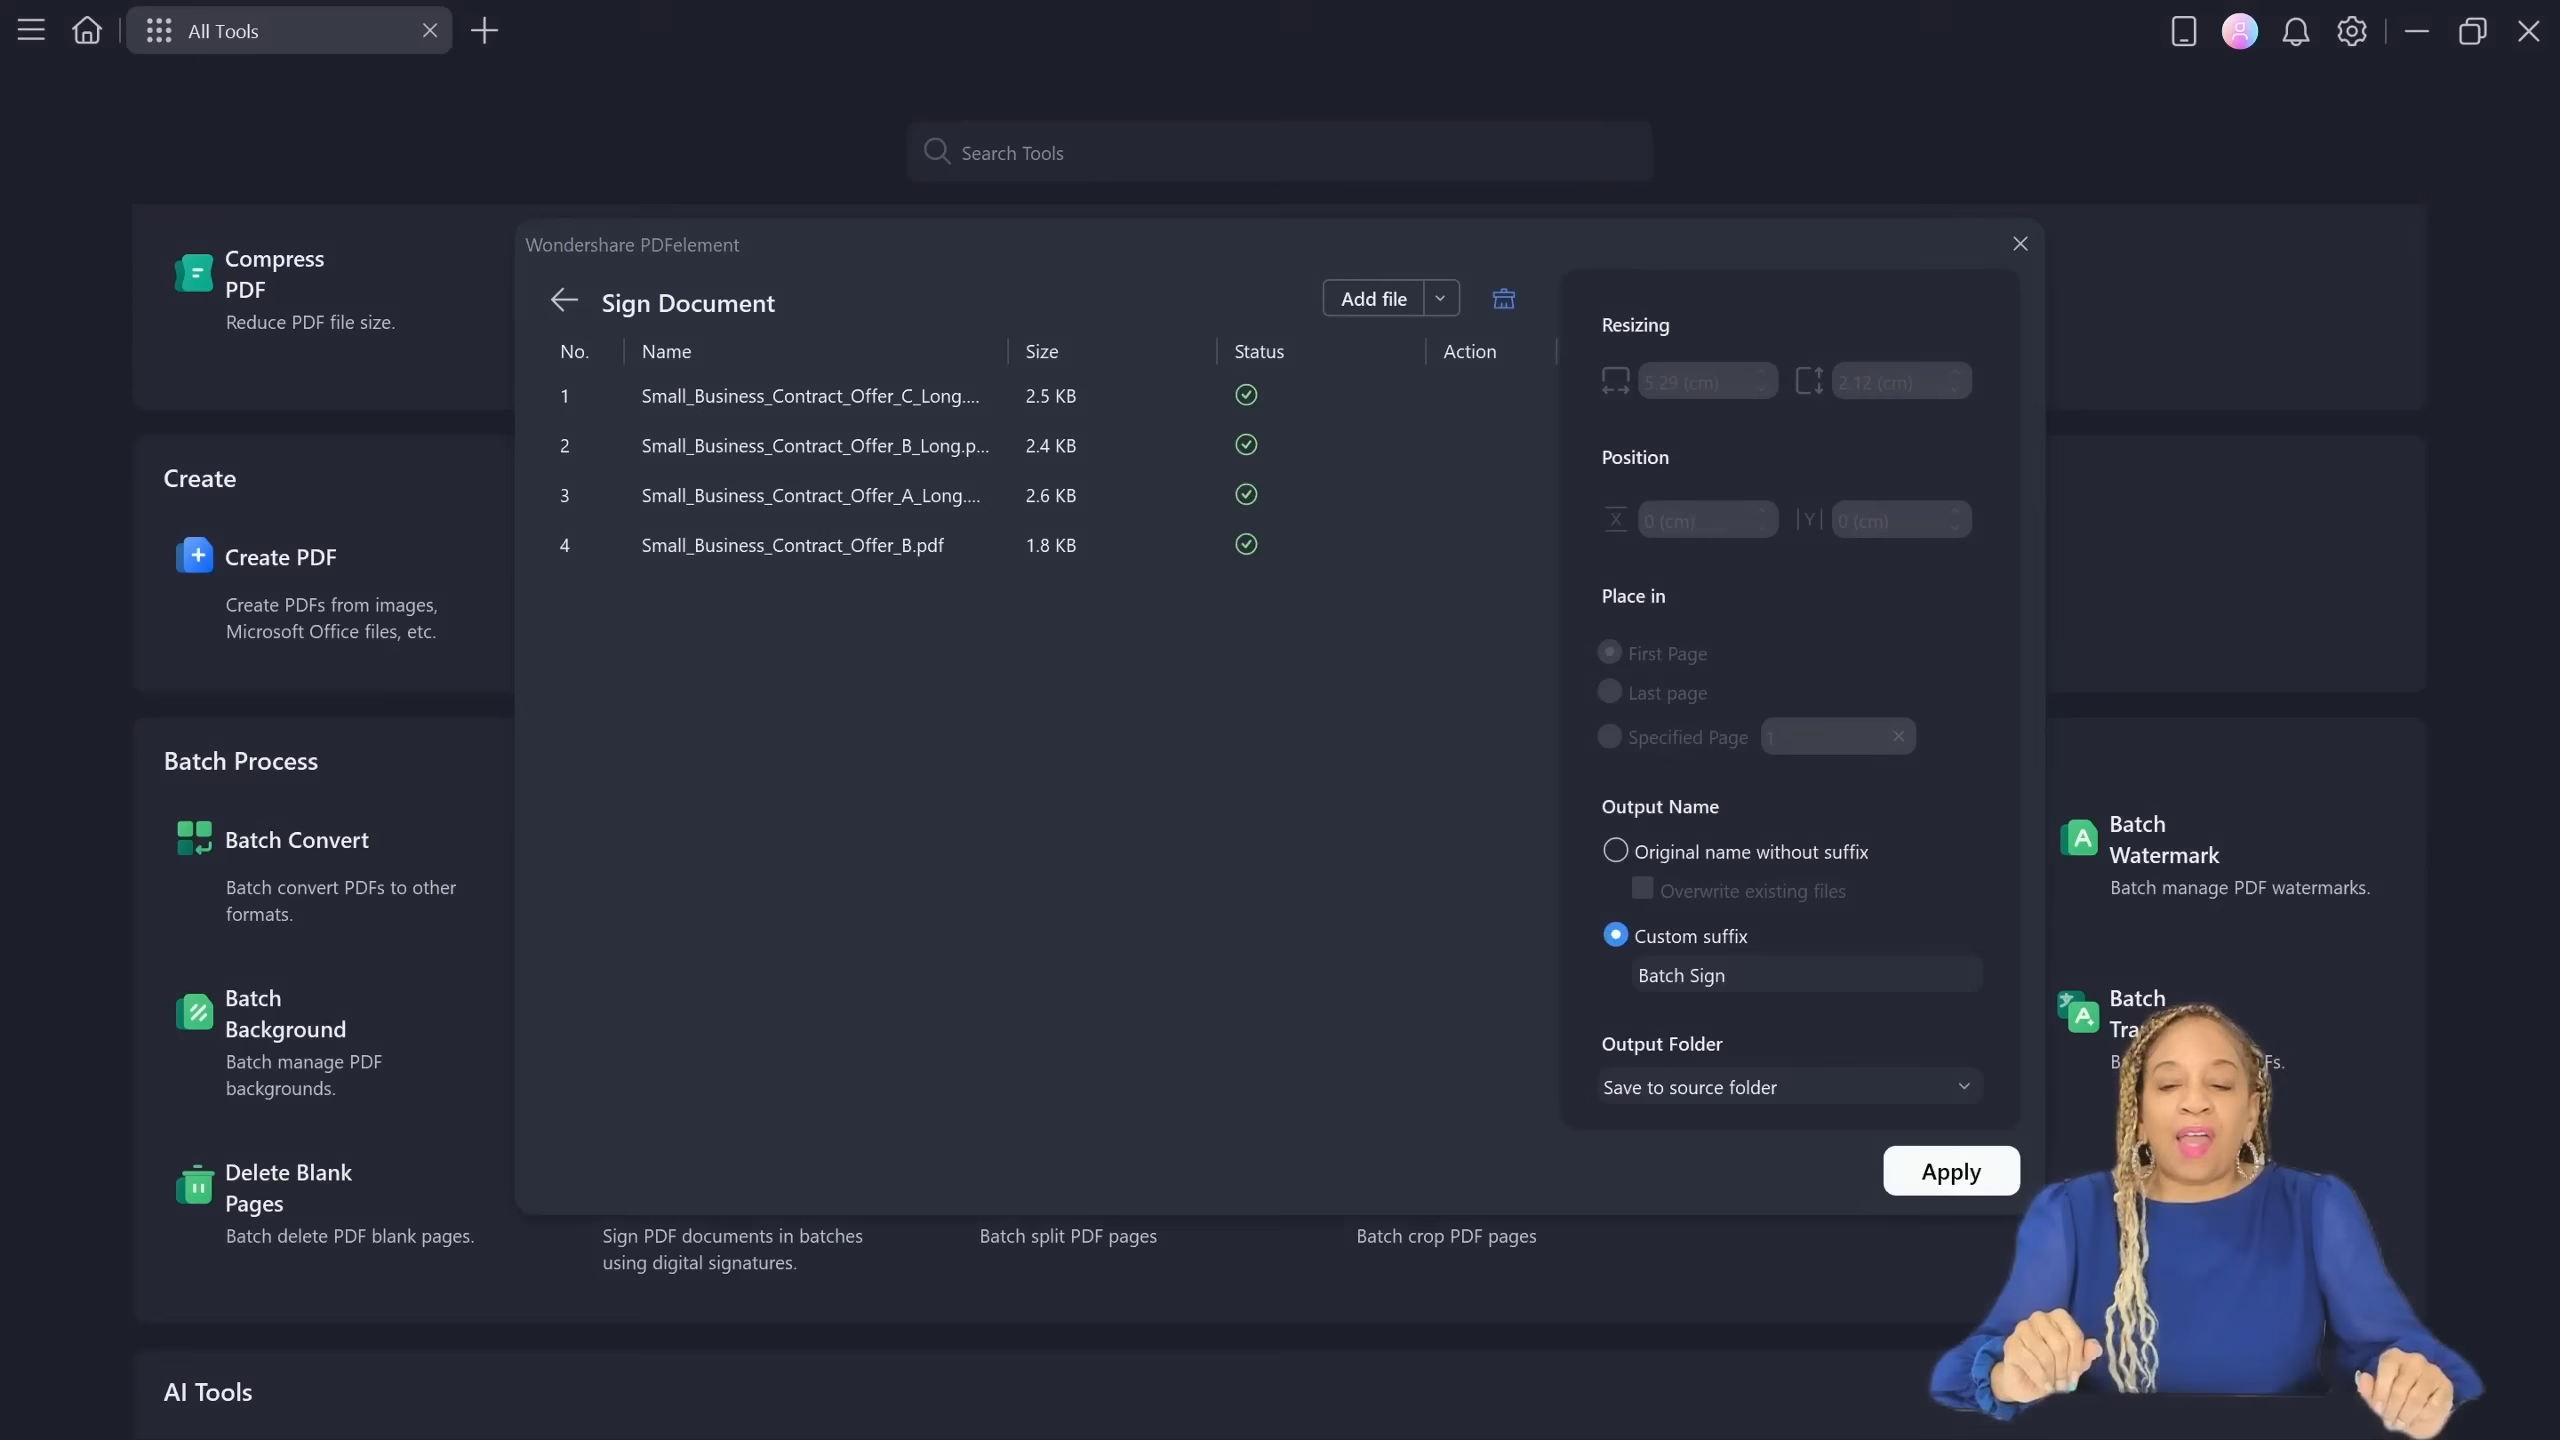 All Tools
Search Tools
Compress
PDF
Reduce PDF file size.
Create
Create PDF
Create PDFs from images,
Microsoft Office files, etc.
Batch Process
Batch Convert
Batch convert PDFs to other
formats.
Batch
Background
Batch manage PDF
backgrounds.
Delete Blank
Pages
Batch delete PDF blank pages.
AI Tools
Wondershare PDFelement
Sign Document
Add file
No. Name Size Status Action
1 Small_Business_Contract_Offer_C_Long.... 2.5 KB
2 Small_Business_Contract_Offer_B_Long.p... 2.4 KB
3 Small_Business_Contract_Offer_A_Long.... 2.6 KB
4 Small_Business_Contract_Offer_B.pdf 1.8 KB
Resizing
5.29 (cm) 2.12 (cm)
Position
X 0 (cm) Y 0 (cm)
Place in
First Page
Last page
Specified Page 1
Output Name
Original name without suffix
Overwrite existing files
Custom suffix
Batch Sign
Output Folder
Save to source folder
Apply
Sign PDF documents in batches
using digital signatures.
Batch split PDF pages
Batch crop PDF pages
Batch
Watermark
Batch manage PDF watermarks.
Batch